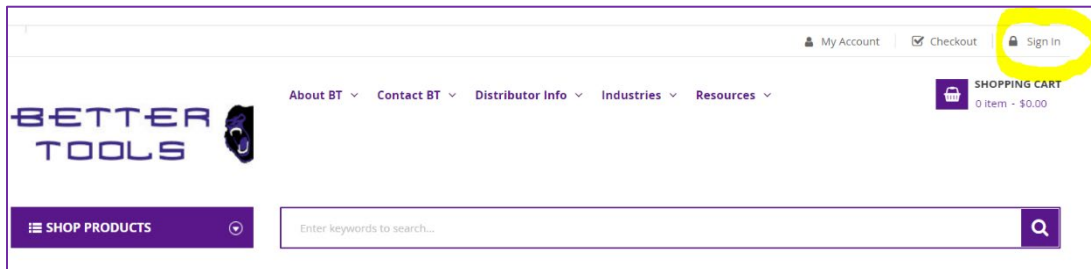 My Account Checkout Sign In
About BT Contact BT Distributor Info Industries Resources
SHOPPING CART
0 item - $0.00
BETTER
TOOLS
SHOP PRODUCTS
Enter keywords to search...